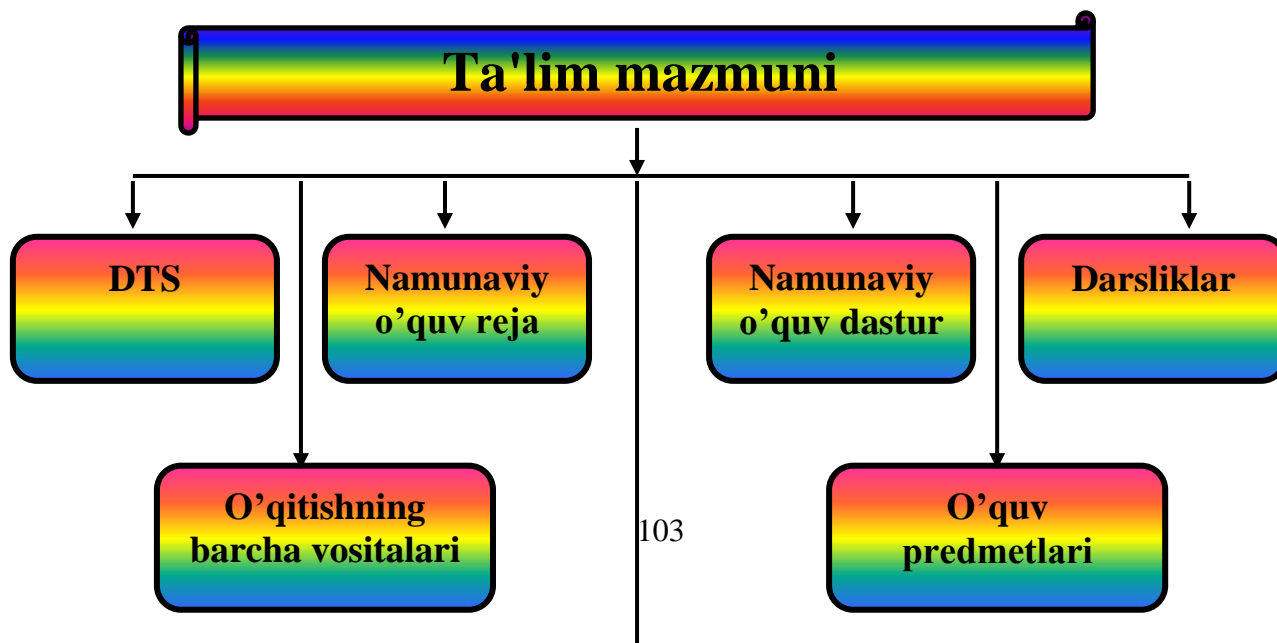 Ta'lim mazmuni
DTS
Namunaviy
o’quv reja
Namunaviy
o’quv dastur
Darsliklar
O’qitishning
barcha vositalari
103
O’quv
predmetlari